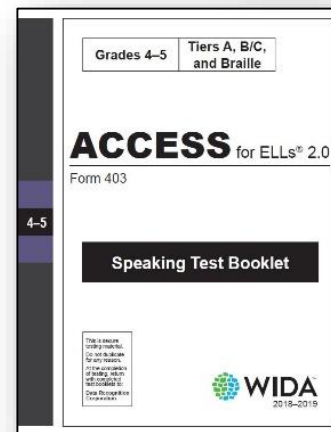 Grades 4–5
Tiers A, B/C,
and Braille
ACCESS for ELLs® 2.0
Form 403
4–5
Speaking Test Booklet
This is secure
testing material.
Do not duplicate
for any reason.
At the completion
of testing, return
with completed
test booklets to:
Data Recognition
Corporation
WIDA
2018–2019